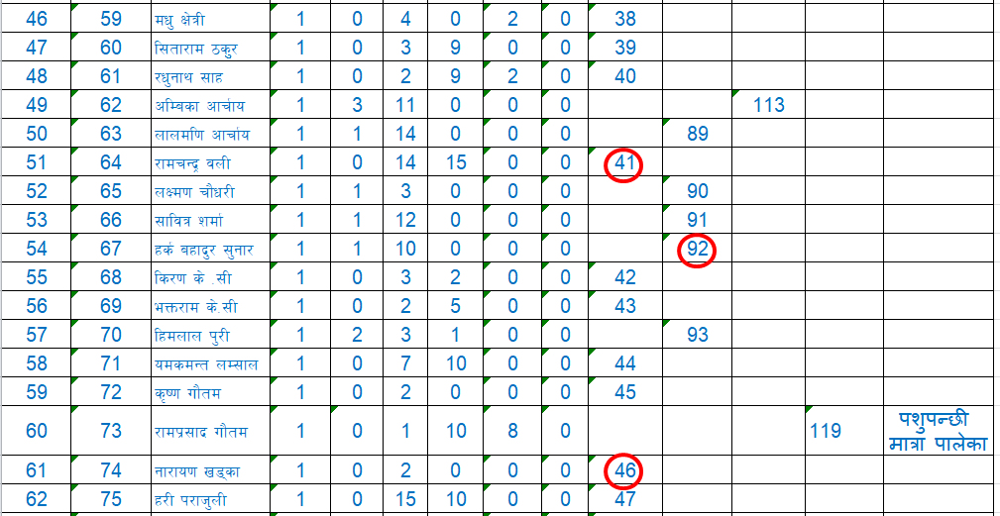 46 59 मधु क्षेत्री 1 0 4 0 2 0 38
47 60 सिताराम ठकुर 1 0 3 9 0 0 39
48 61 रघुनाथ साह 1 0 2 9 2 0 40
49 62 अम्बिका आर्चाय 1 3 11 0 0 0 113
50 63 लालमणि आर्चाय 1 1 14 0 0 0 89
51 64 रामचन्द्र वली 1 0 14 15 0 0 41
52 65 लक्ष्मण चौधरी 1 1 3 0 0 0 90
53 66 सावित्र शर्मा 1 1 12 0 0 0 91
54 67 हर्क बहादुर सुनार 1 1 10 0 0 0 92
55 68 किरण के .सी 1 0 3 2 0 0 42
56 69 भक्तराम के.सी 1 0 2 5 0 0 43
57 70 हिमलाल पुरी 1 2 3 1 0 0 93
58 71 यमकमन्त लम्साल 1 0 7 10 0 0 44
59 72 कृष्ण गौतम 1 0 2 0 0 0 45
60 73 रामप्रसाद गौतम 1 0 1 10 8 0 119 पशुपन्छी
मात्रा पालेका
61 74 नारायण खड्का 1 0 2 0 0 0 46
62 75 हरी पराजुली 1 0 15 10 0 0 47